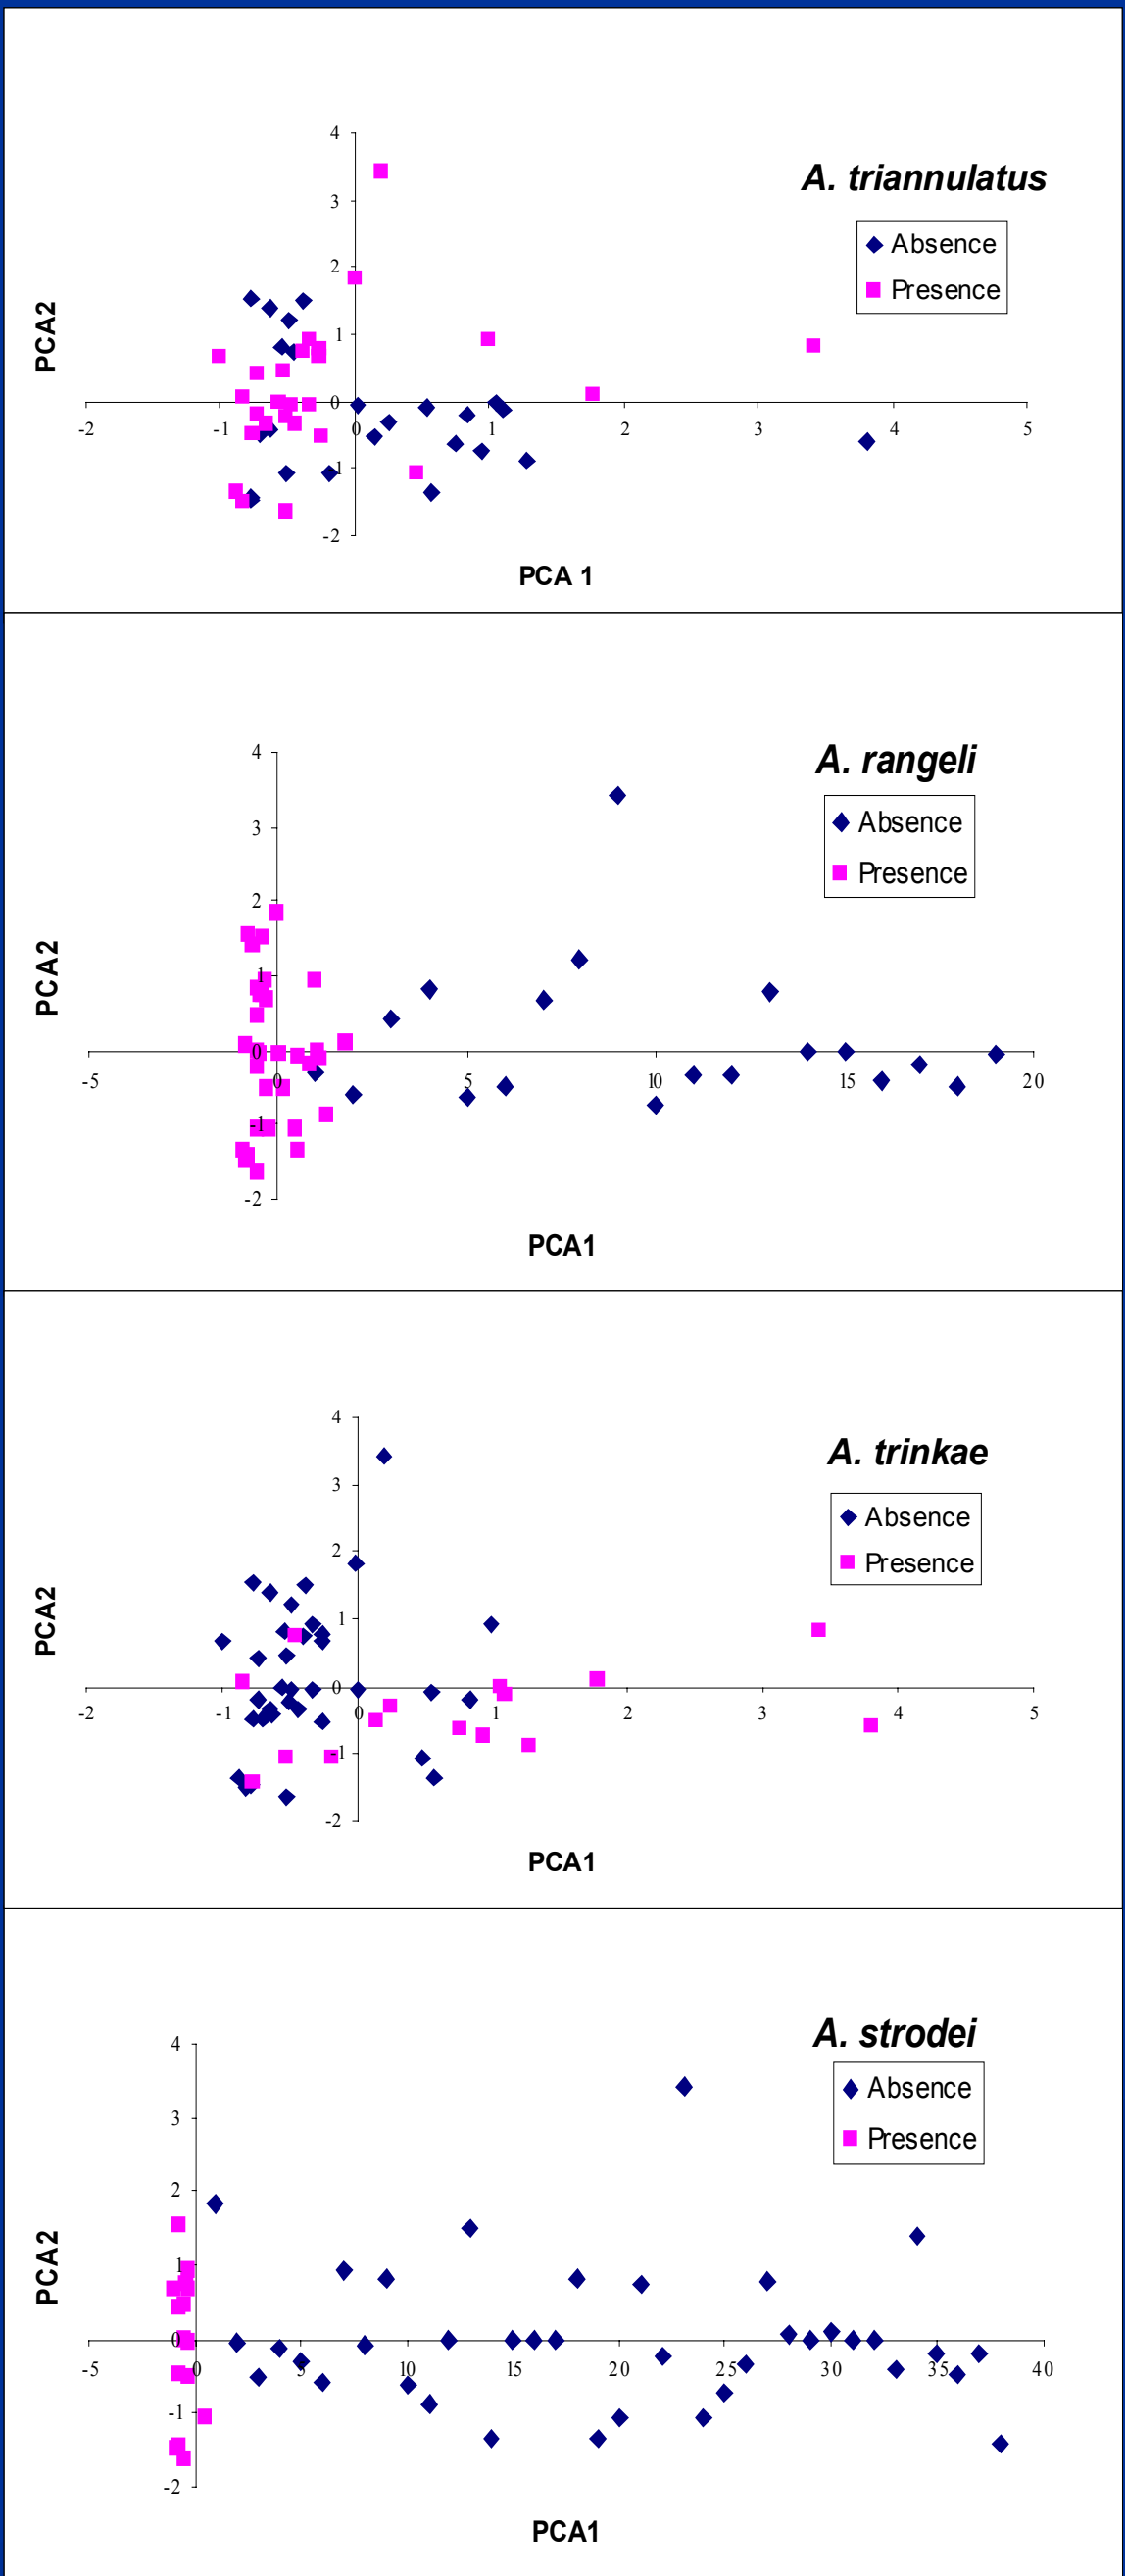 4
A. triannulatus
3
Absence
2
Presence
PCA2
1
0
-2 -1 0 1 2 3 4 5
-1
-2
PCA 1
4
A. rangeli
3
Absence
2
Presence
PCA2
1
0
-5 0 5 10 15 20
-1
-2
PCA1
4
A. trinkae
3
Absence
2
Presence
PCA2
1
0
-2 -1 0 1 2 3 4 5
-1
-2
PCA1
4
A. strodei
3
Absence
2
Presence
PCA2
1
0
-5 0 5 10 15 20 25 30 35 40
-1
-2
PCA1